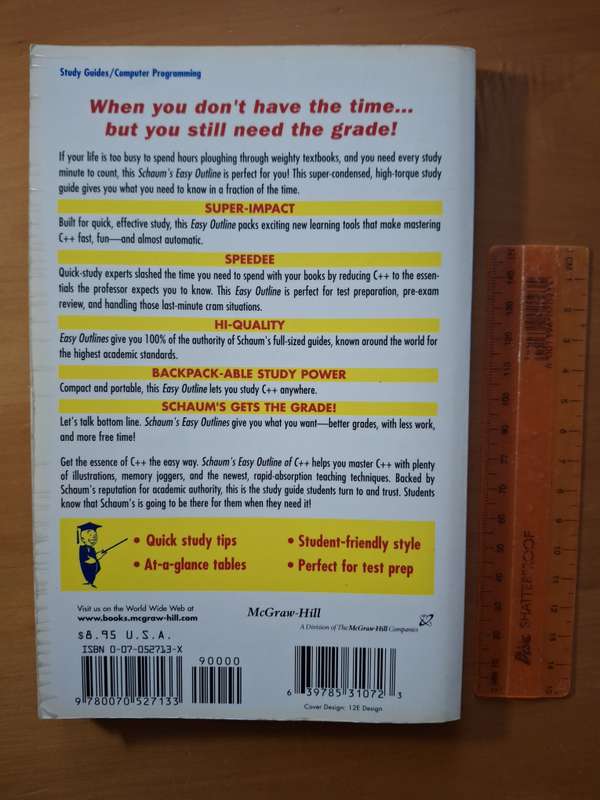 Study Guides/Computer Programming
When you don't have the time...
but you still need the grade!
If your life is too busy to spend hours ploughing through weighty textbooks, and you need every study
minute to count, this Schaum's Easy Outline is perfect for you! This super-condensed, high-torque study
guide gives you what you need to know in a fraction of the time.
SUPER-IMPACT
Built for quick, effective study, this Easy Outline packs exciting new learning tools that make mastering
C++ fast, fun—and almost automatic.
SPEEDEE
Quick-study experts slashed the time you need to spend with your books by reducing C++ to the essen-
tials the professor expects you to know. This Easy Outline is perfect for test preparation, pre-exam
review, and handling those last-minute cram situations.
HI-QUALITY
Easy Outlines give you 100% of the authority of Schaum's full-sized guides, known around the world for
the highest academic standards.
BACKPACK-ABLE STUDY POWER
Compact and portable, this Easy Outline lets you study C++ anywhere.
SCHAUM'S GETS THE GRADE!
Let's talk bottom line. Schaum's Easy Outlines give you what you want—better grades, with less work,
and more free time!
Get the essence of C++ the easy way. Schaum's Easy Outline of C++ helps you master C++ with plenty
of illustrations, memory joggers, and the newest, rapid-absorption teaching techniques. Backed by
Schaum's reputation for academic authority, this is the study guide students turn to and trust. Students
know that Schaum's is going to be there for them when they need it!
• Quick study tips
• At-a-glance tables
• Student-friendly style
• Perfect for test prep
Visit us on the World Wide Web at
www.books.mcgraw-hill.com
McGraw-Hill
A Division of The McGraw-Hill Companies
$8.95 U.S.A.
ISBN 0-07-052713-X
90000
9 780070 527133
6 39785 31072 3
Cover Design: 12E Design
CM
SHATTERPROOF